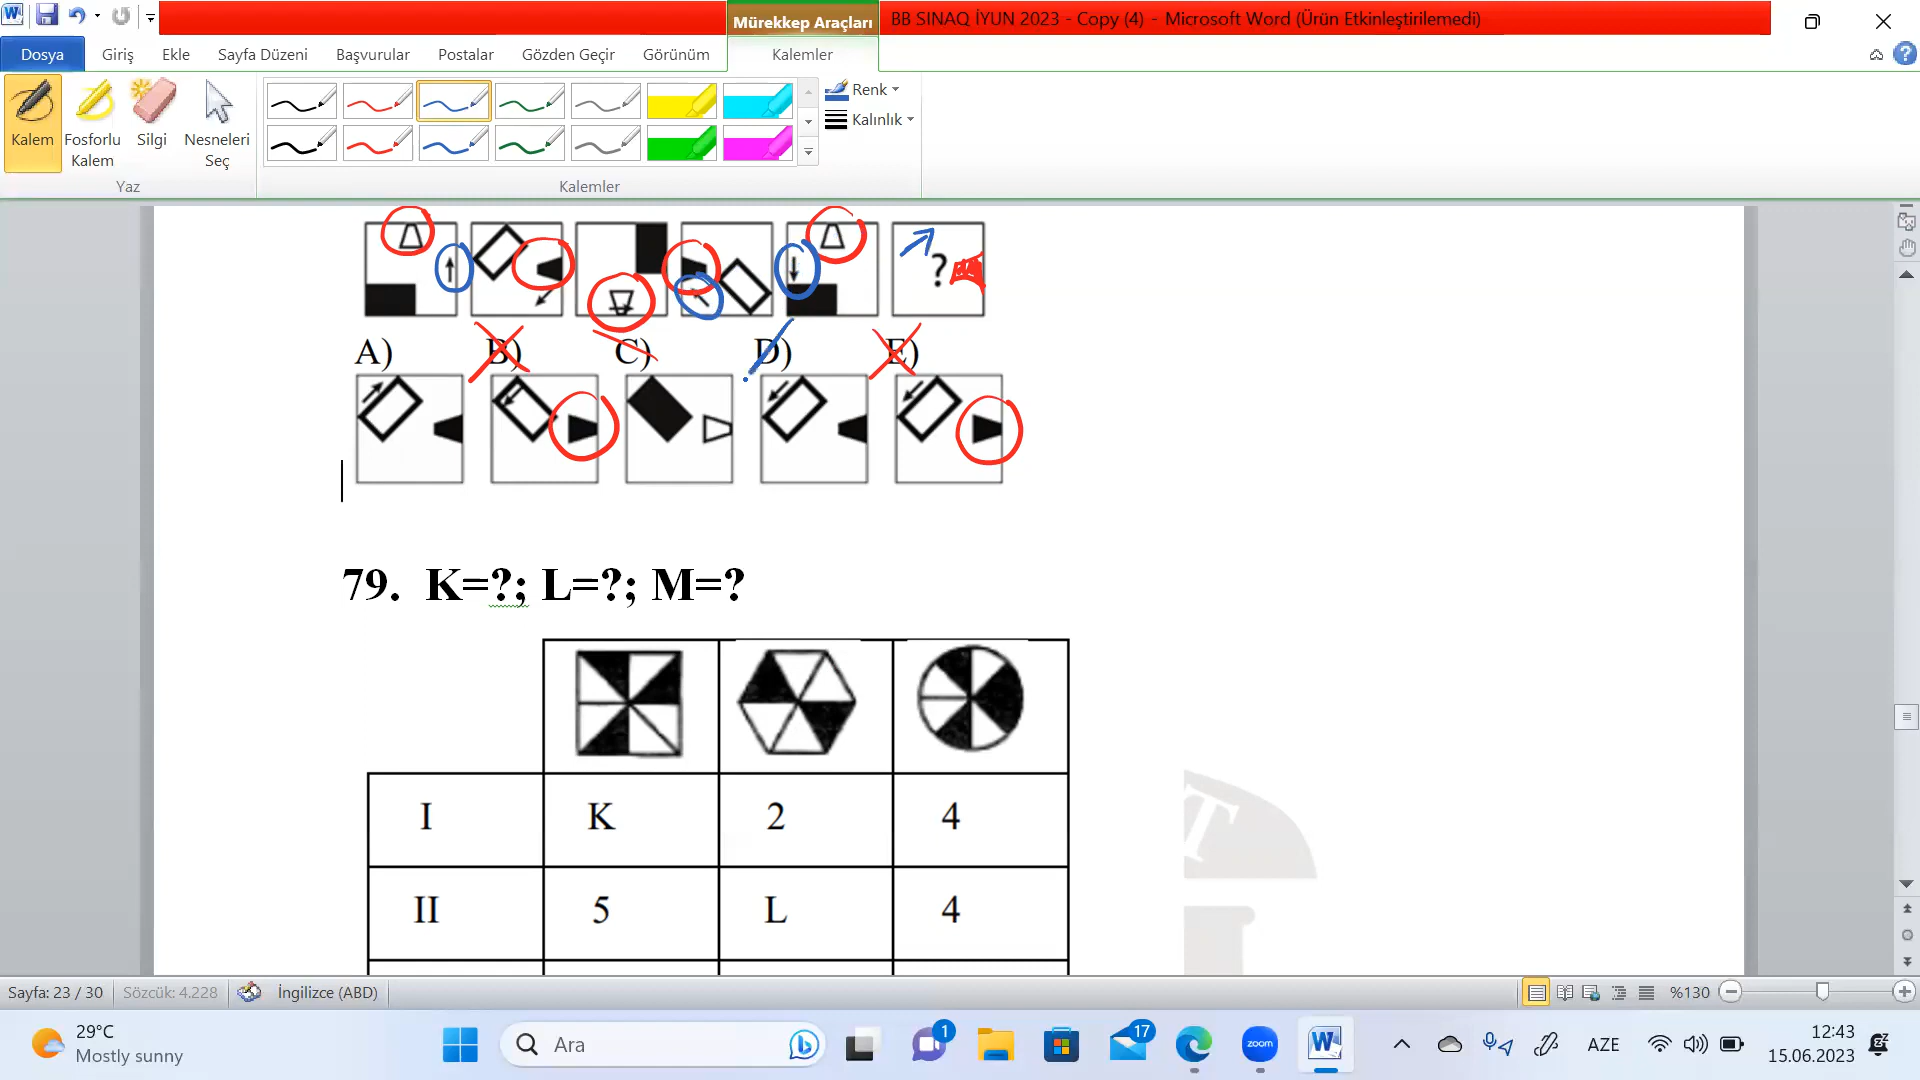 Mürekkep Araçları
BB SINAQ İYUN 2023 - Copy (4) - Microsoft Word (Ürün Etkinleştirilemedi)
Dosya Giriş Ekle Sayfa Düzeni Başvurular Postalar Gözden Geçir Görünüm Kalemler
Renk
Kalınlık
Kalem Fosforlu Kalem Silgi Nesneleri Seç
Yaz Kalemler
?
A) B) C) D) E)
79. K=?; L=?; M=?
I K 2 4
II 5 L 4
T
Sayfa: 23 / 30 Sözcük: 4.228 İngilizce (ABD) %130
29°C
Mostly sunny
Ara
1
17
zoom
AZE
12:43
15.06.2023